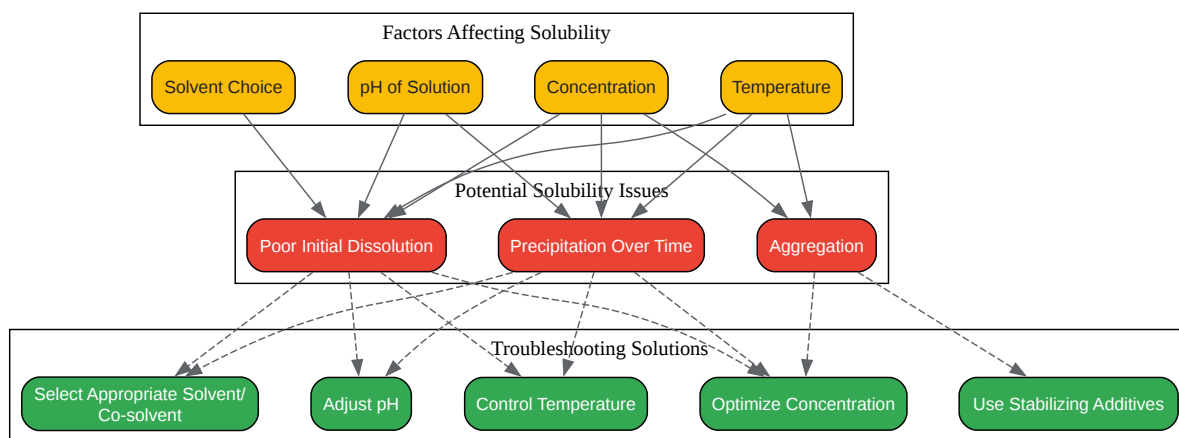 Factors Affecting Solubility
Solvent Choice
pH of Solution
Concentration
Temperature
Potential Solubility Issues
Poor Initial Dissolution
Precipitation Over Time
Aggregation
Troubleshooting Solutions
Select Appropriate Solvent/
Co-solvent
Adjust pH
Control Temperature
Optimize Concentration
Use Stabilizing Additives